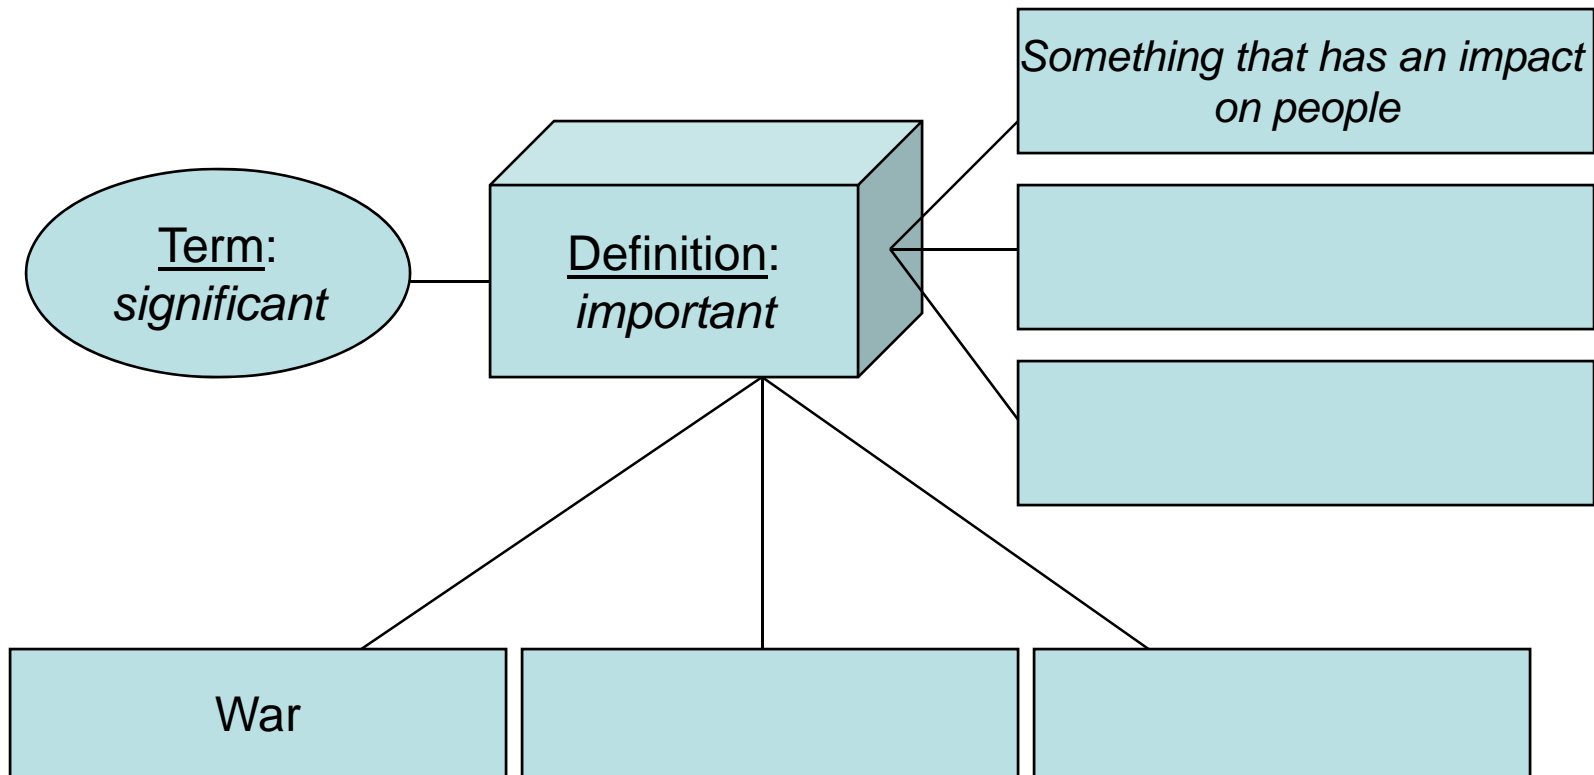 Something that has an impact
on people
Term:
significant
Definition:
important
War